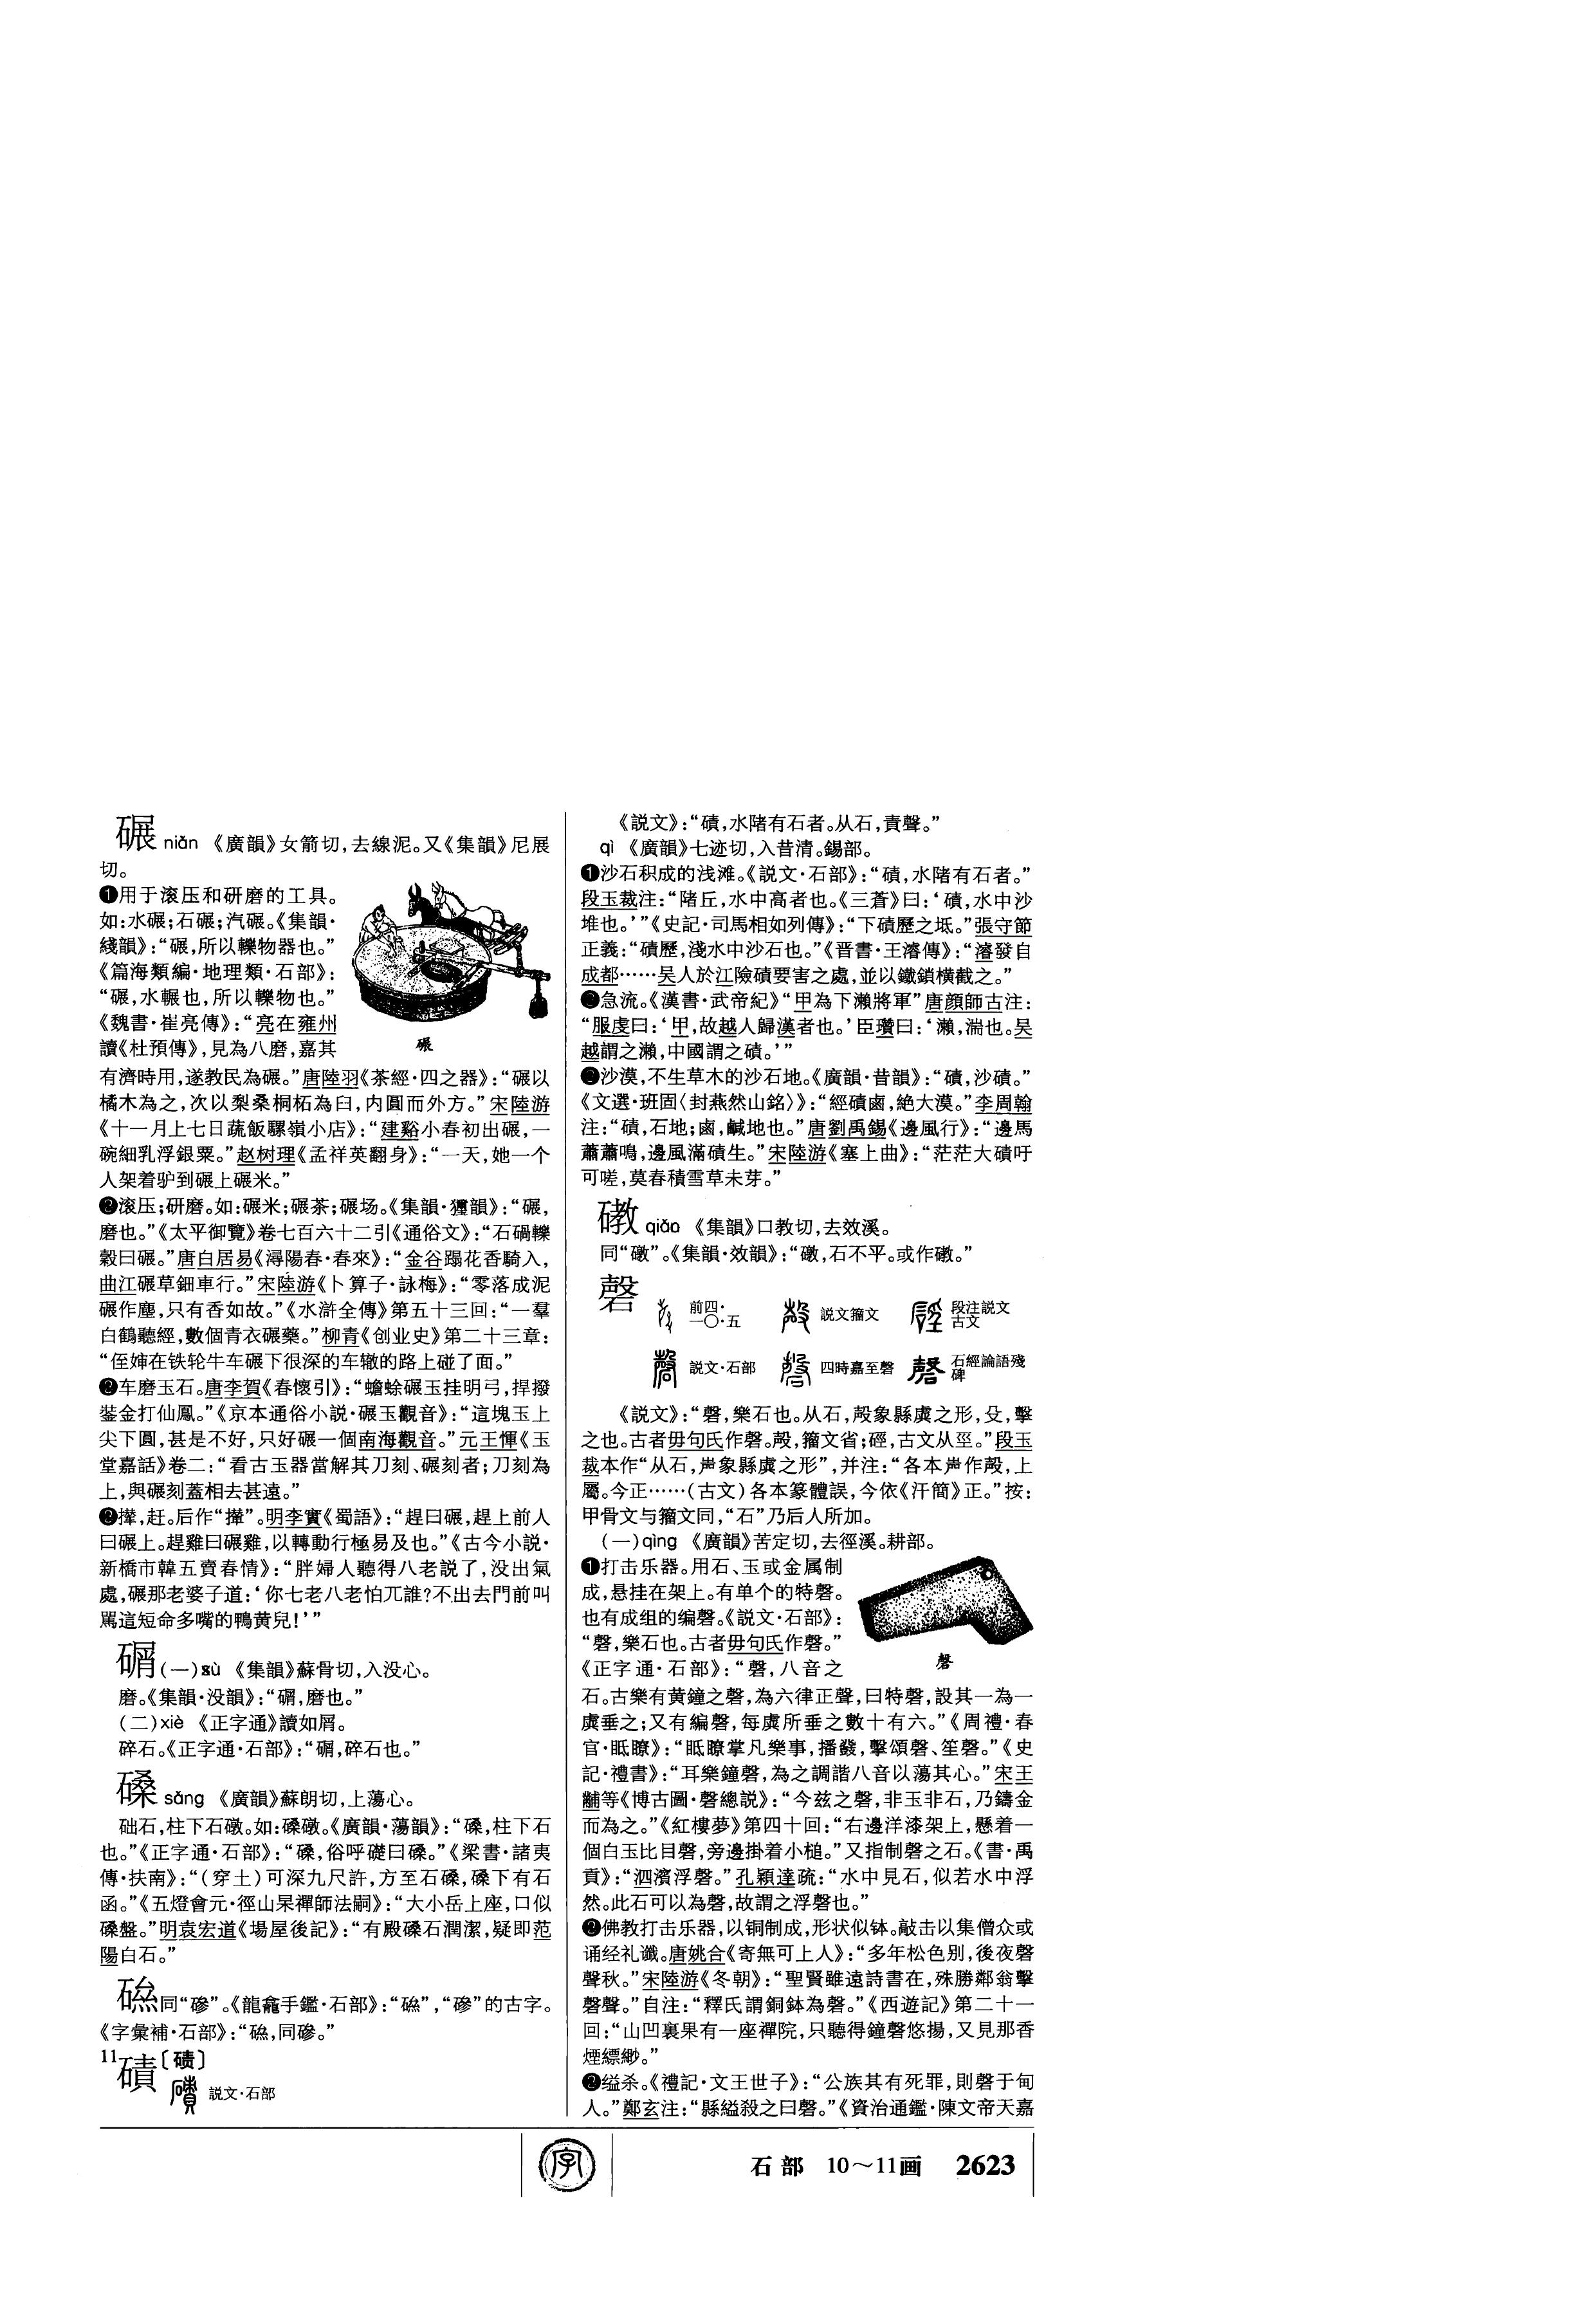 碾 niǎn 《廣韻》女箭切,去線泥。又《集韻》尼展
切。
❶用于滚压和研磨的工具。
如:水碾;石碾;汽碾。《集韻·
綫韻》:“碾,所以轢物器也。”
《篇海類編·地理類·石部》:
“碾,水輾也,所以轢物也。”
《魏書·崔亮傳》:“亮在雍州
讀《杜預傳》,見為八磨,嘉其
碾
有濟時用,遂教民為碾。”唐陸羽《茶經·四之器》:“碾以
橘木為之,次以梨桑桐柘為臼,内圓而外方。”宋陸游
《十一月上七日蔬飯騾嶺小店》:“建谿小春初出碾,一
碗細乳浮銀粟。”赵树理《孟祥英翻身》:“一天,她一个
人架着驴到碾上碾米。”
❷滚压;研磨。如:碾米;碾茶;碾场。《集韻·獮韻》:“碾,
磨也。”《太平御覽》卷七百六十二引《通俗文》:“石碢轢
穀曰碾。”唐白居易《潯陽春·春來》:“金谷蹋花香騎入,
曲江碾草鈿車行。”宋陸游《卜算子·詠梅》:“零落成泥
碾作塵,只有香如故。”《水滸全傳》第五十三回:“一羣
白鶴聽經,數個青衣碾藥。”柳青《创业史》第二十三章:
“侄婶在铁轮牛车碾下很深的车辙的路上碰了面。”
❷车磨玉石。唐李賀《春懷引》:“蟾蜍碾玉挂明弓,捍撥
裝金打仙鳳。”《京本通俗小説·碾玉觀音》:“這塊玉上
尖下圓,甚是不好,只好碾一個南海觀音。”元王惲《玉
堂嘉話》卷二:“看古玉器當解其刀刻、碾刻者;刀刻為
上,與碾刻蓋相去甚遠。”
❷撵,赶。后作“攆”。明李實《蜀語》:“趕曰碾,趕上前人
曰碾上。趕雞曰碾雞,以轉動行極易及也。”《古今小説·
新橋市韓五賣春情》:“胖婦人聽得八老説了,没出氣
處,碾那老婆子道:‘你七老八老怕兀誰?不出去門前叫
罵這短命多嘴的鴨黄兒!’”
(一)sù 《集韻》蘇骨切,入没心。
磨。《集韻·没韻》:“𥔻,磨也。”
(二)xiè 《正字通》讀如屑。
碎石。《正字通·石部》:“𥔻,碎石也。”
磉 sǎng 《廣韻》蘇朗切,上蕩心。
础石,柱下石礅。如:磉礅。《廣韻·蕩韻》:“磉,柱下石
也。”《正字通·石部》:“磉,俗呼礎曰磉。”《梁書·諸夷
傳·扶南》:“(穿土)可深九尺許,方至石磉,磉下有石
函。”《五燈會元·徑山杲禪師法嗣》:“大小岳上座,口似
磉盤。”明袁宏道《場屋後記》:“有殿磉石潤潔,疑即范
陽白石。”
同“磣”。《龍龕手鑑·石部》:“”,“磣”的古字。
《字彙補·石部》:“,同磣。”
11 磧〔碛〕
説文·石部
《説文》:“磧,水陼有石者。从石,責聲。”
qì 《廣韻》七迹切,入昔清。錫部。
❶沙石积成的浅滩。《説文·石部》:“磧,水陼有石者。”
段玉裁注:“陼丘,水中高者也。《三蒼》曰:‘磧,水中沙
堆也。’”《史記·司馬相如列傳》:“下磧歷之坻。”張守節
正義:“磧歷,淺水中沙石也。”《晋書·王濬傳》:“濬發自
成都……吴人於江險磧要害之處,並以鐵鎖横截之。”
❷急流。《漢書·武帝紀》“甲為下瀨將軍”唐顔師古注:
“服虔曰:‘甲,故越人歸漢者也。’臣瓚曰:‘瀨,湍也。吴
越謂之瀨,中國謂之磧。’”
❷沙漠,不生草木的沙石地。《廣韻·昔韻》:“磧,沙磧。”
《文選·班固〈封燕然山銘〉》:“經磧鹵,絶大漠。”李周翰
注:“磧,石地;鹵,鹹地也。”唐劉禹錫《邊風行》:“邊馬
蕭蕭鳴,邊風滿磧生。”宋陸游《塞上曲》:“茫茫大磧吁
可嗟,莫春積雪草未芽。”
qiāo 《集韻》口教切,去效溪。
同“磽”。《集韻·效韻》:“,石不平。或作。”
磬
前四·一〇·五 説文籀文 段注説文古文
説文·石部 四時嘉至磬 石經論語殘碑
《説文》:“磬,樂石也。从石,殸象縣虡之形,殳,擊
之也。古者毋句氏作磬。殸,籀文省;硜,古文从巠。”段玉
裁本作“从石,声象縣虡之形”,并注:“各本声作殸,上
屬。今正……(古文)各本篆體誤,今依《汗簡》正。”按:
甲骨文与籀文同,“石”乃后人所加。
(一)qìng 《廣韻》苦定切,去徑溪。耕部。
❶打击乐器。用石、玉或金属制
成,悬挂在架上。有单个的特磬。
也有成组的编磬。《説文·石部》:
“磬,樂石也。古者毋句氏作磬。”
《正字通·石部》:“磬,八音之
磬
石。古樂有黄鐘之磬,為六律正聲,曰特磬,設其一為一
虡垂之;又有編磬,每虡所垂之數十有六。”《周禮·春
官·眡瞭》:“眡瞭掌凡樂事,播鼗,擊頌磬、笙磬。”《史
記·禮書》:“耳樂鐘磬,為之調諧八音以蕩其心。”宋王
黼等《博古圖·磬總説》:“今兹之磬,非玉非石,乃鑄金
而為之。”《紅樓夢》第四十回:“右邊洋漆架上,懸着一
個白玉比目磬,旁邊掛着小槌。”又指制磬之石。《書·禹
貢》:“泗濱浮磬。”孔穎達疏:“水中見石,似若水中浮
然。此石可以為磬,故謂之浮磬也。”
❷佛教打击乐器,以铜制成,形状似钵。敲击以集僧众或
诵经礼谶。唐姚合《寄無可上人》:“多年松色别,後夜磬
聲秋。”宋陸游《冬朝》:“聖賢雖遠詩書在,殊勝鄰翁擊
磬聲。”自注:“釋氏謂銅鉢為磬。”《西遊記》第二十一
回:“山凹裏果有一座禪院,只聽得鐘磬悠揚,又見那香
煙縹緲。”
❷缢杀。《禮記·文王世子》:“公族其有死罪,則磬于甸
人。”鄭玄注:“縣縊殺之曰磬。”《資治通鑑·陳文帝天嘉
字
石部 10～11画 2623